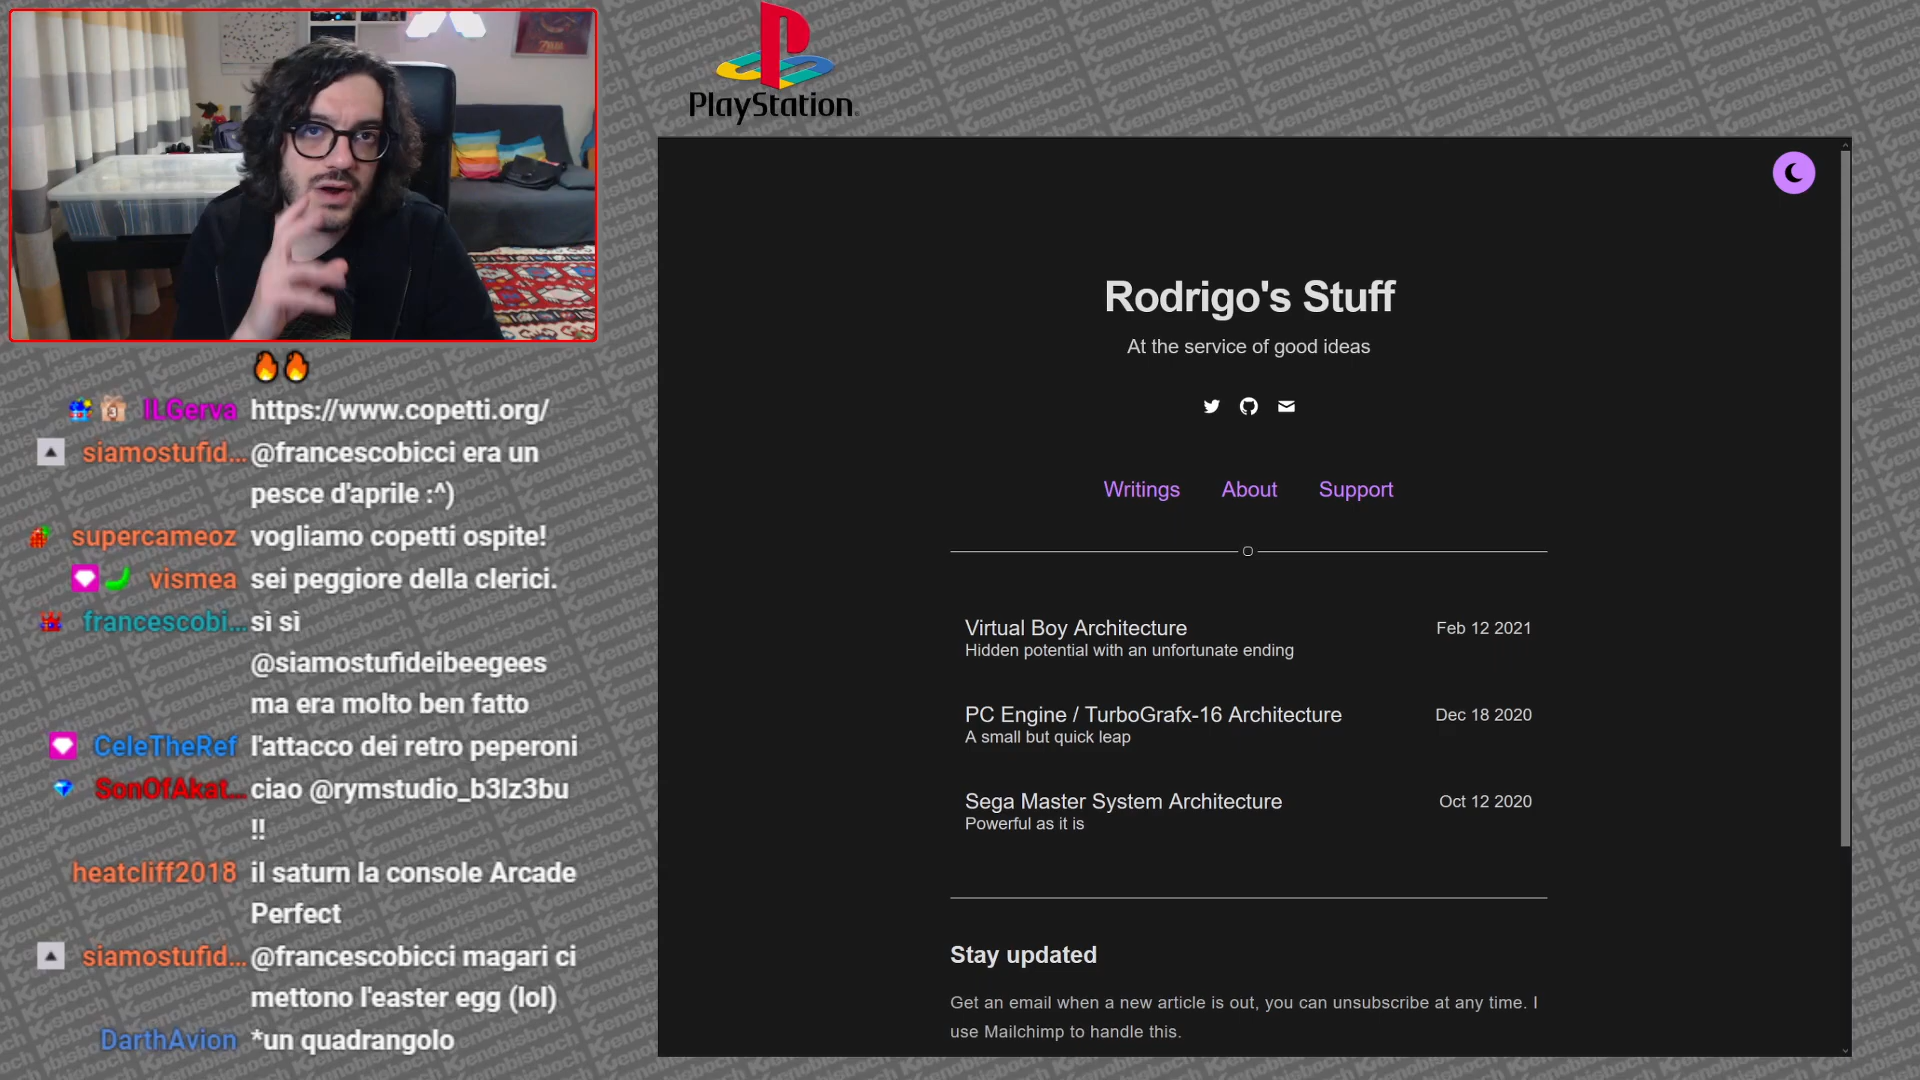 PlayStation
ILGerva https://www.copetti.org/
siamostufid... @francescobicci era un
pesce d'aprile :^)
supercameoz vogliamo copetti ospite!
vismea sei peggiore della clerici.
francescobi... sì sì
@siamostufideibeegees
ma era molto ben fatto
CeleTheRef l'attacco dei retro peperoni
SonOfAkat... ciao @rymstudio_b3lz3bu
!!
heatcliff2018 il saturn la console Arcade
Perfect
siamostufid... @francescobicci magari ci
mettono l'easter egg (lol)
DarthAvion *un quadrangolo
Rodrigo's Stuff
At the service of good ideas
Writings About Support
Virtual Boy Architecture Feb 12 2021
Hidden potential with an unfortunate ending
PC Engine / TurboGrafx-16 Architecture Dec 18 2020
A small but quick leap
Sega Master System Architecture Oct 12 2020
Powerful as it is
Stay updated
Get an email when a new article is out, you can unsubscribe at any time. I
use Mailchimp to handle this.
Kenobisboch